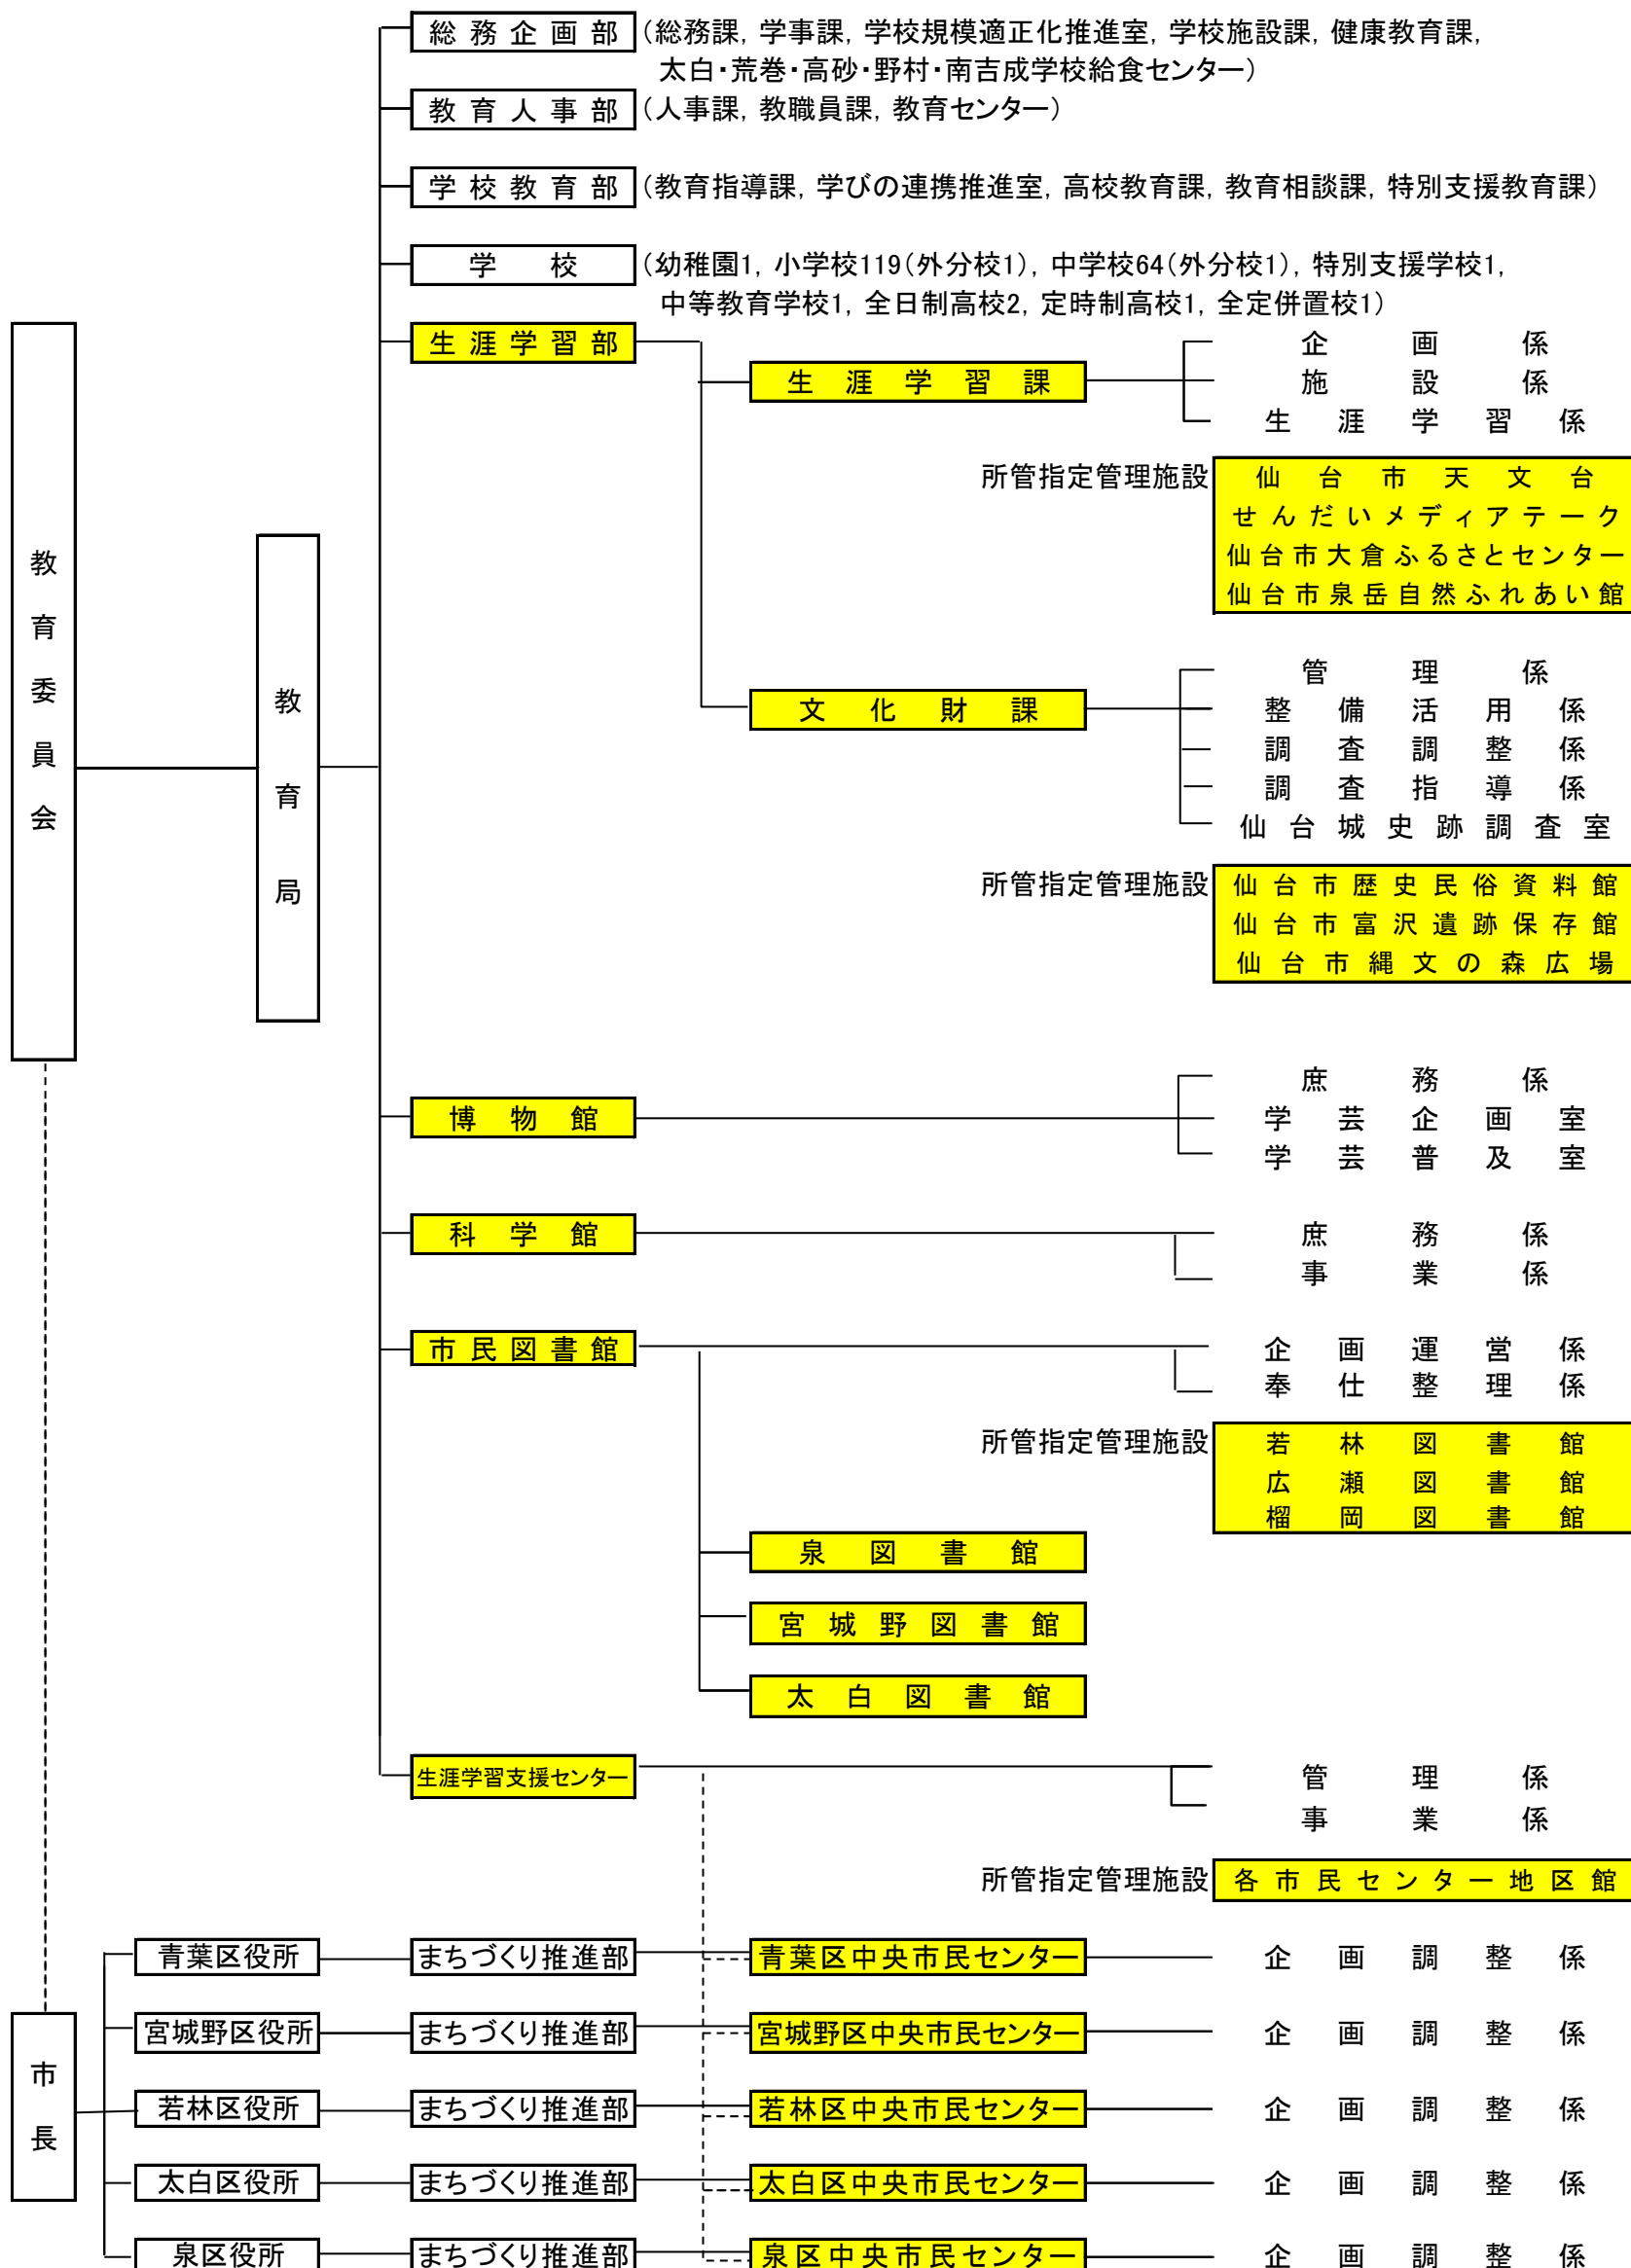 総務企画部（総務課，学事課，学校規模適正化推進室，学校施設課，健康教育課，
太白・荒巻・高砂・野村・南吉成学校給食センター）
教育人事部（人事課，教職員課，教育センター）
学校教育部（教育指導課，学びの連携推進室，高校教育課，教育相談課，特別支援教育課）
学校（幼稚園1，小学校119（外分校1），中学校64（外分校1），特別支援学校1，
中等教育学校1，全日制高校2，定時制高校1，全定併置校1）
教育委員会
教育局
生涯学習部
生涯学習課
企画係
施設係
生涯学習係
所管指定管理施設
仙台市天文台
せんだいメディアテーク
仙台市大倉ふるさとセンター
仙台市泉岳自然ふれあい館
文化財課
管理係
整備活用係
調査調整係
調査指導係
仙台城史跡調査室
所管指定管理施設
仙台市歴史民俗資料館
仙台市富沢遺跡保存館
仙台市縄文の森広場
博物館
庶務係
学芸企画室
学芸普及室
科学館
庶務係
事業係
市民図書館
企画運営係
奉仕整理係
所管指定管理施設
若林図書館
広瀬図書館
榴岡図書館
泉図書館
宮城野図書館
太白図書館
生涯学習支援センター
管理係
事業係
所管指定管理施設
各市民センター地区館
市長
青葉区役所 まちづくり推進部 青葉区中央市民センター 企画調整係
宮城野区役所 まちづくり推進部 宮城野区中央市民センター 企画調整係
若林区役所 まちづくり推進部 若林区中央市民センター 企画調整係
太白区役所 まちづくり推進部 太白区中央市民センター 企画調整係
泉区役所 まちづくり推進部 泉区中央市民センター 企画調整係